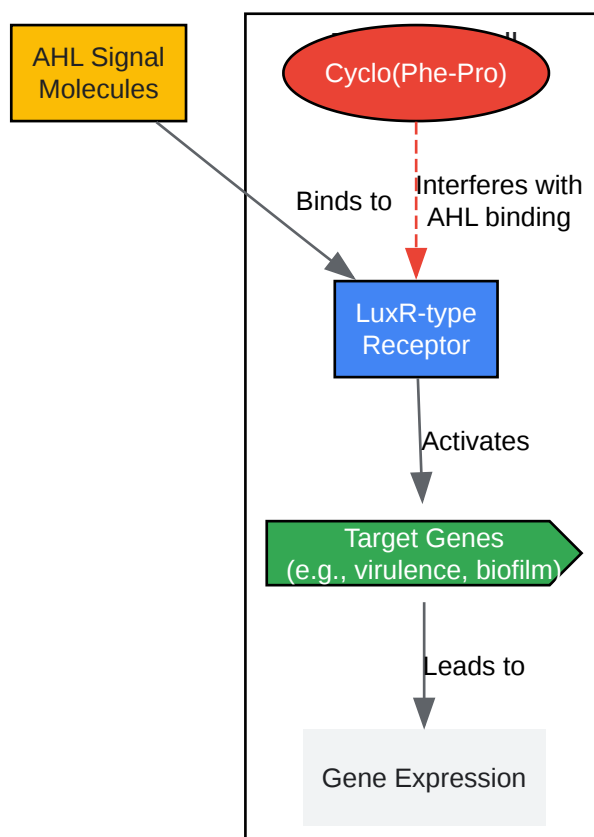 AHL Signal
Molecules
Cyclo(Phe-Pro)
Binds to
Interferes with
AHL binding
LuxR-type
Receptor
Activates
Target Genes
(e.g., virulence, biofilm)
Leads to
Gene Expression